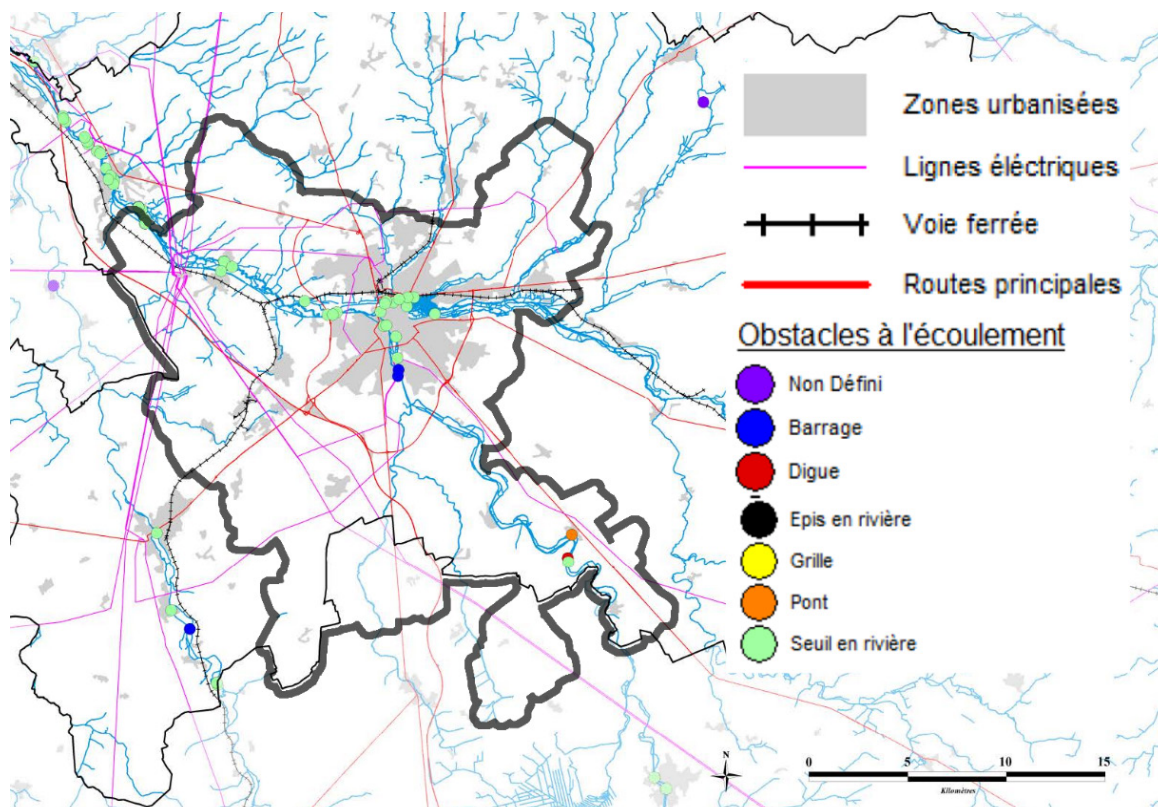 Zones urbanisées
Lignes éléctriques
Voie ferrée
Routes principales
Obstacles à l'écoulement
Non Défini
Barrage
Digue
Epis en rivière
Grille
Pont
Seuil en rivière
0 5 10 15
Kilomètres